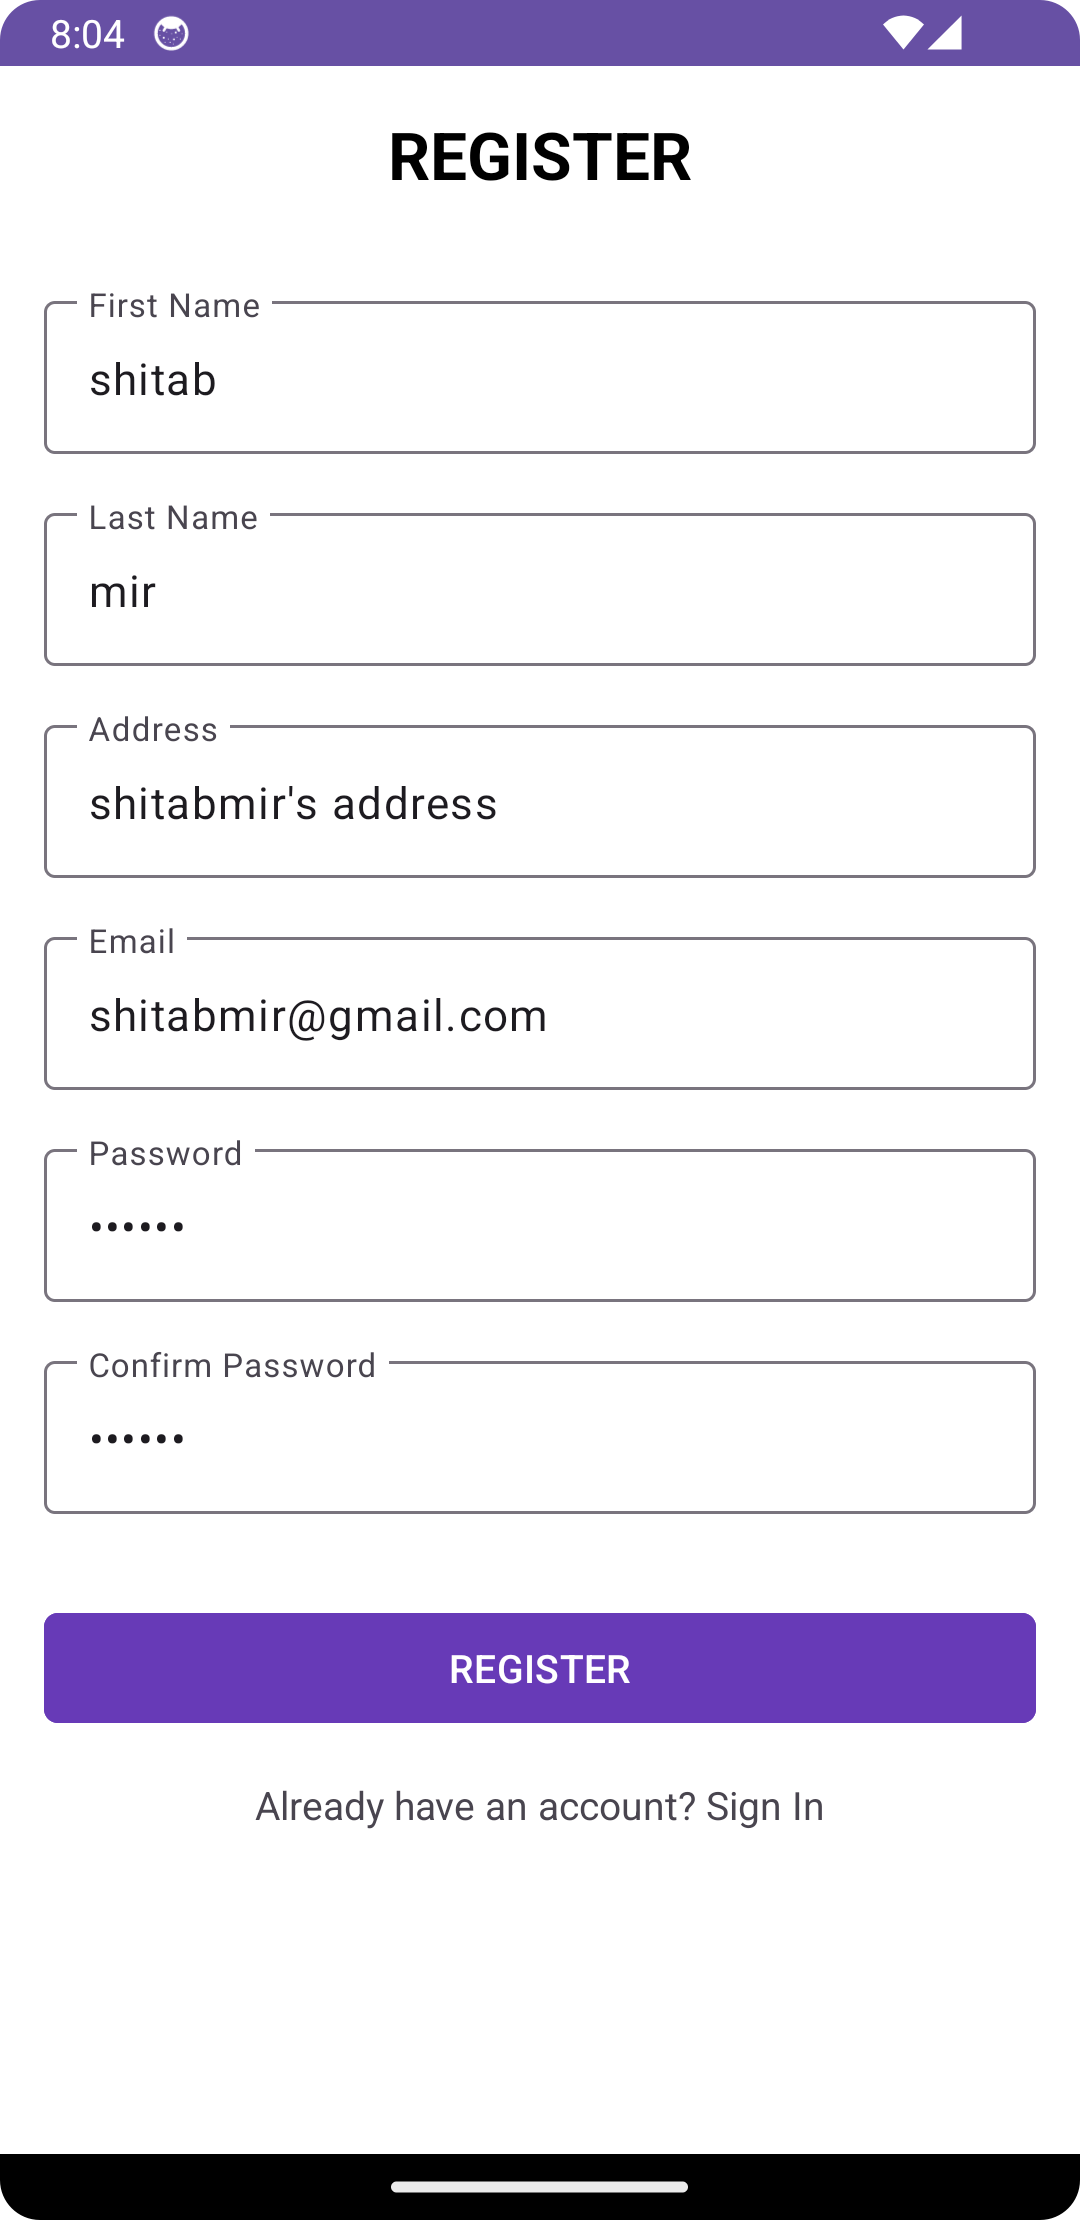 8:04
REGISTER
First Name
shitab
Last Name
mir
Address
shitabmir's address
Email
shitabmir@gmail.com
Password
••••••
Confirm Password
••••••
REGISTER
Already have an account? Sign In